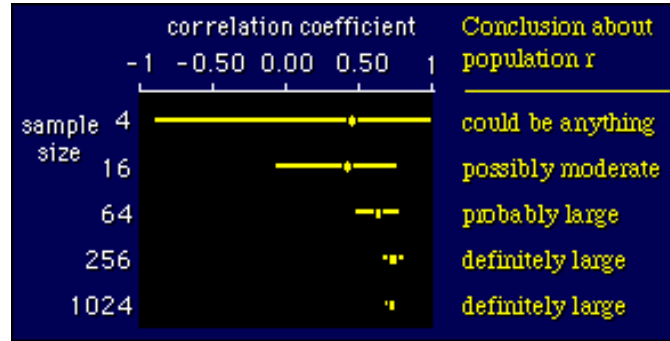 correlation coefficient
-1 -0.50 0.00 0.50 1
Conclusion about
population r
sample size
4 could be anything
16 possibly moderate
64 probably large
256 definitely large
1024 definitely large